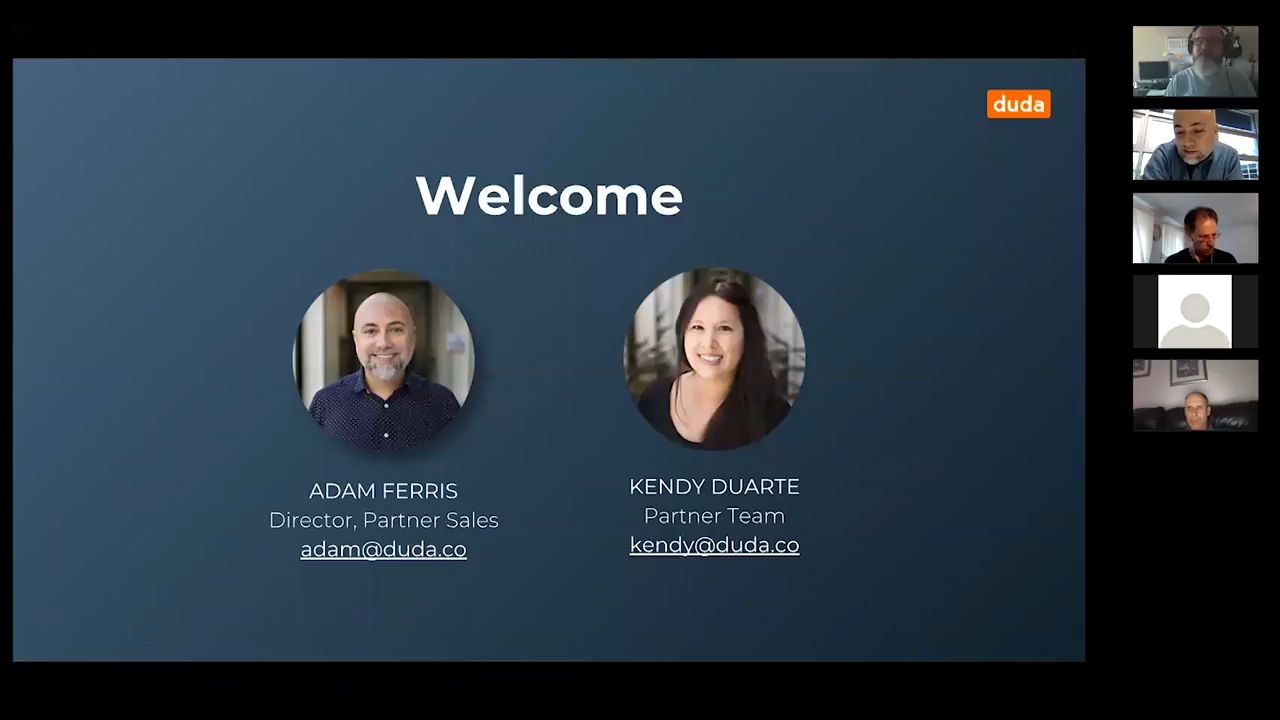 duda
Welcome
ADAM FERRIS
Director, Partner Sales
adam@duda.co
KENDY DUARTE
Partner Team
kendy@duda.co